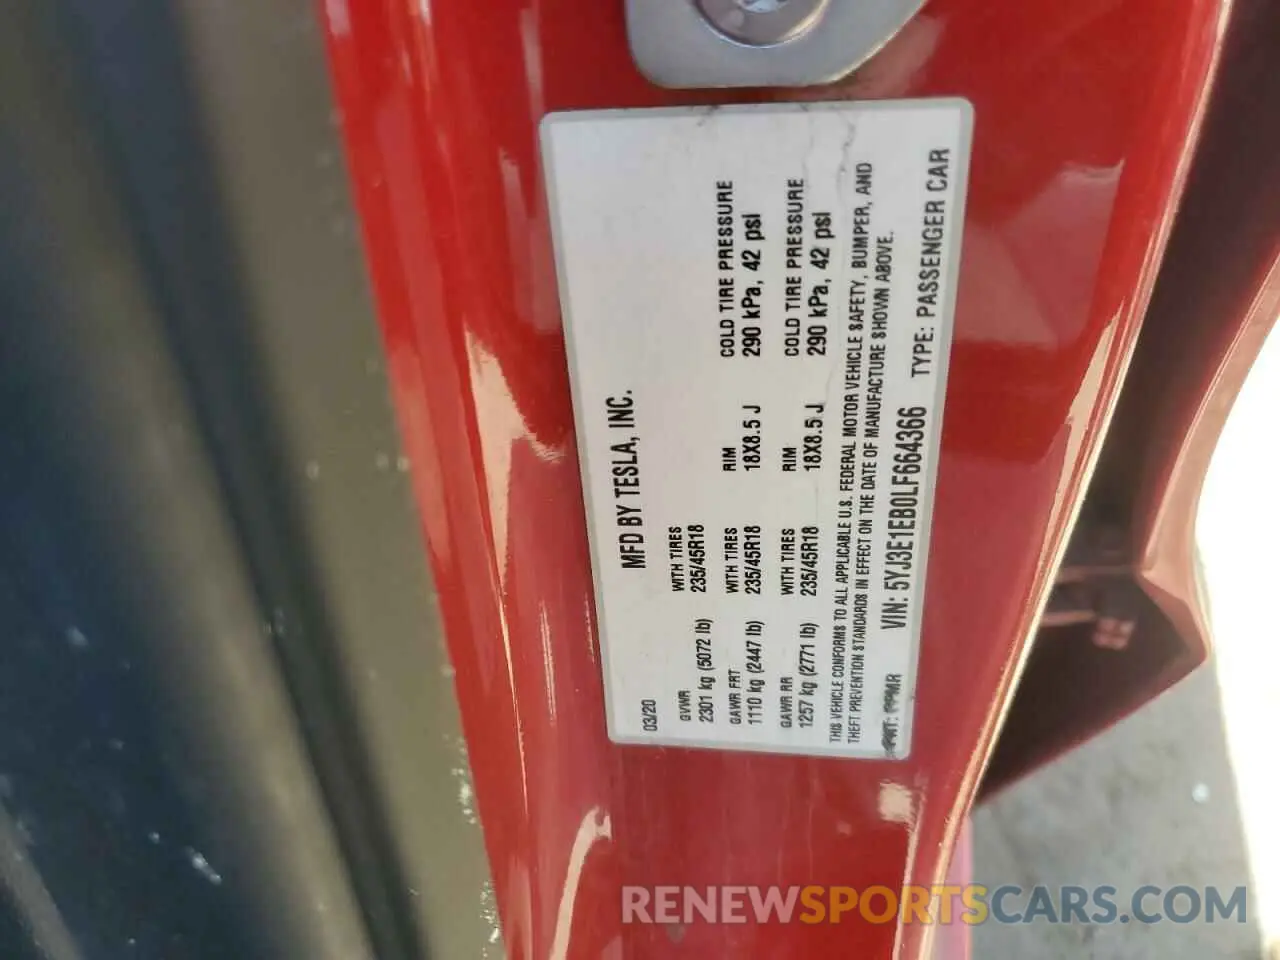 MFD BY TESLA, INC.
03/20
GVWR WITH TIRES
2301 kg (5072 lb) 235/45R18
GAWR FRT WITH TIRES RIM COLD TIRE PRESSURE
1110 kg (2447 lb) 235/45R18 18X8.5 J 290 kPa, 42 psi
GAWR RR WITH TIRES RIM COLD TIRE PRESSURE
1257 kg (2771 lb) 235/45R18 18X8.5 J 290 kPa, 42 psi
THIS VEHICLE CONFORMS TO ALL APPLICABLE U.S. FEDERAL MOTOR VEHICLE SAFETY, BUMPER, AND
THEFT PREVENTION STANDARDS IN EFFECT ON THE DATE OF MANUFACTURE SHOWN ABOVE.
VIN: 5YJ3E1EB0LF664366 TYPE: PASSENGER CAR
RENEWSPORTSCARS.COM